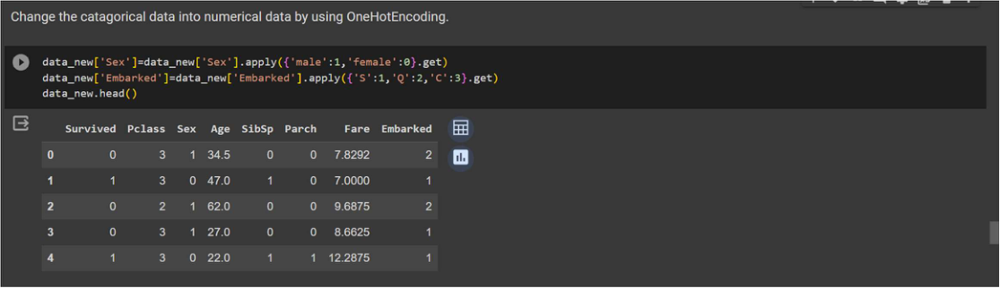 Change the catagorical data into numerical data by using OneHotEncoding.
data_new['Sex']=data_new['Sex'].apply({'male':1,'female':0}.get)
data_new['Embarked']=data_new['Embarked'].apply({'S':1,'Q':2,'C':3}.get)
data_new.head()
Survived Pclass Sex Age SibSp Parch Fare Embarked
0 0 3 1 34.5 0 0 7.8292 2
1 1 3 0 47.0 1 0 7.0000 1
2 0 2 1 62.0 0 0 9.6875 2
3 0 3 1 27.0 0 0 8.6625 1
4 1 3 0 22.0 1 1 12.2875 1